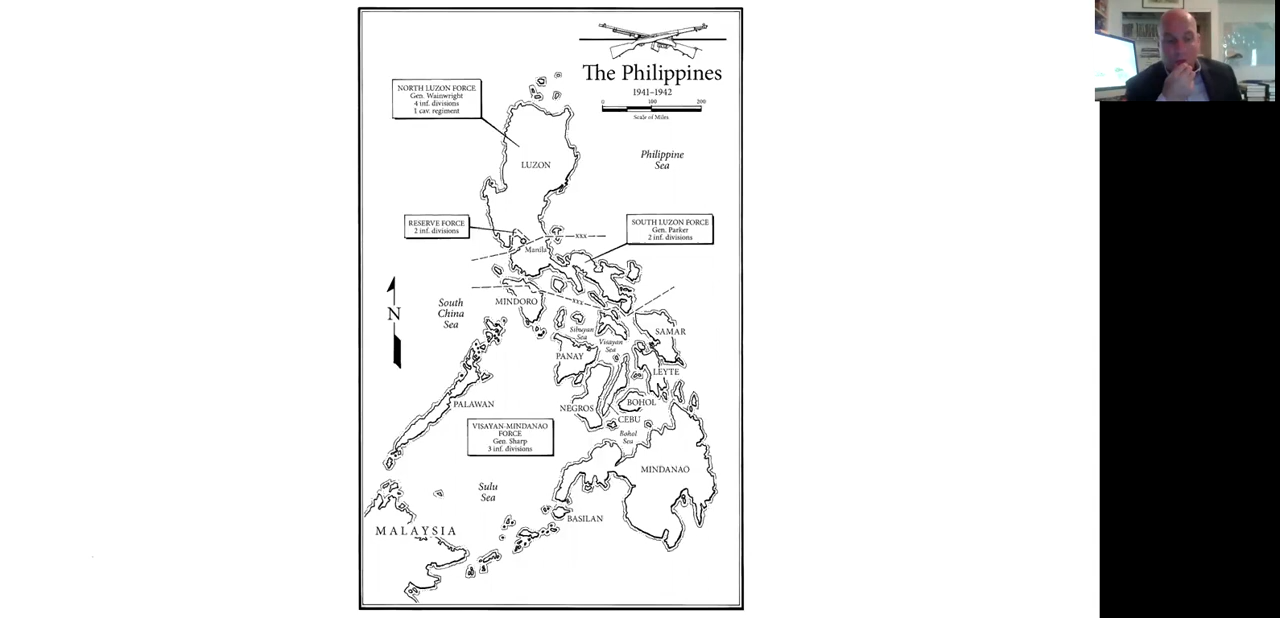 The Philippines
1941–1942
0 100 200
Scale of Miles
NORTH LUZON FORCE
Gen. Wainwright
4 inf. divisions
1 cav. regiment
LUZON
Philippine
Sea
RESERVE FORCE
2 inf. divisions
SOUTH LUZON FORCE
Gen. Parker
2 inf. divisions
xxx
Manila
N
South
China
Sea
MINDORO
xxx
Sibuyan
Sea
Visayan
Sea
SAMAR
PANAY
LEYTE
PALAWAN
NEGROS
BOHOL
CEBU
VISAYAN-MINDANAO
FORCE
Gen. Sharp
3 inf. divisions
Bohol
Sea
MINDANAO
Sulu
Sea
BASILAN
MALAYSIA